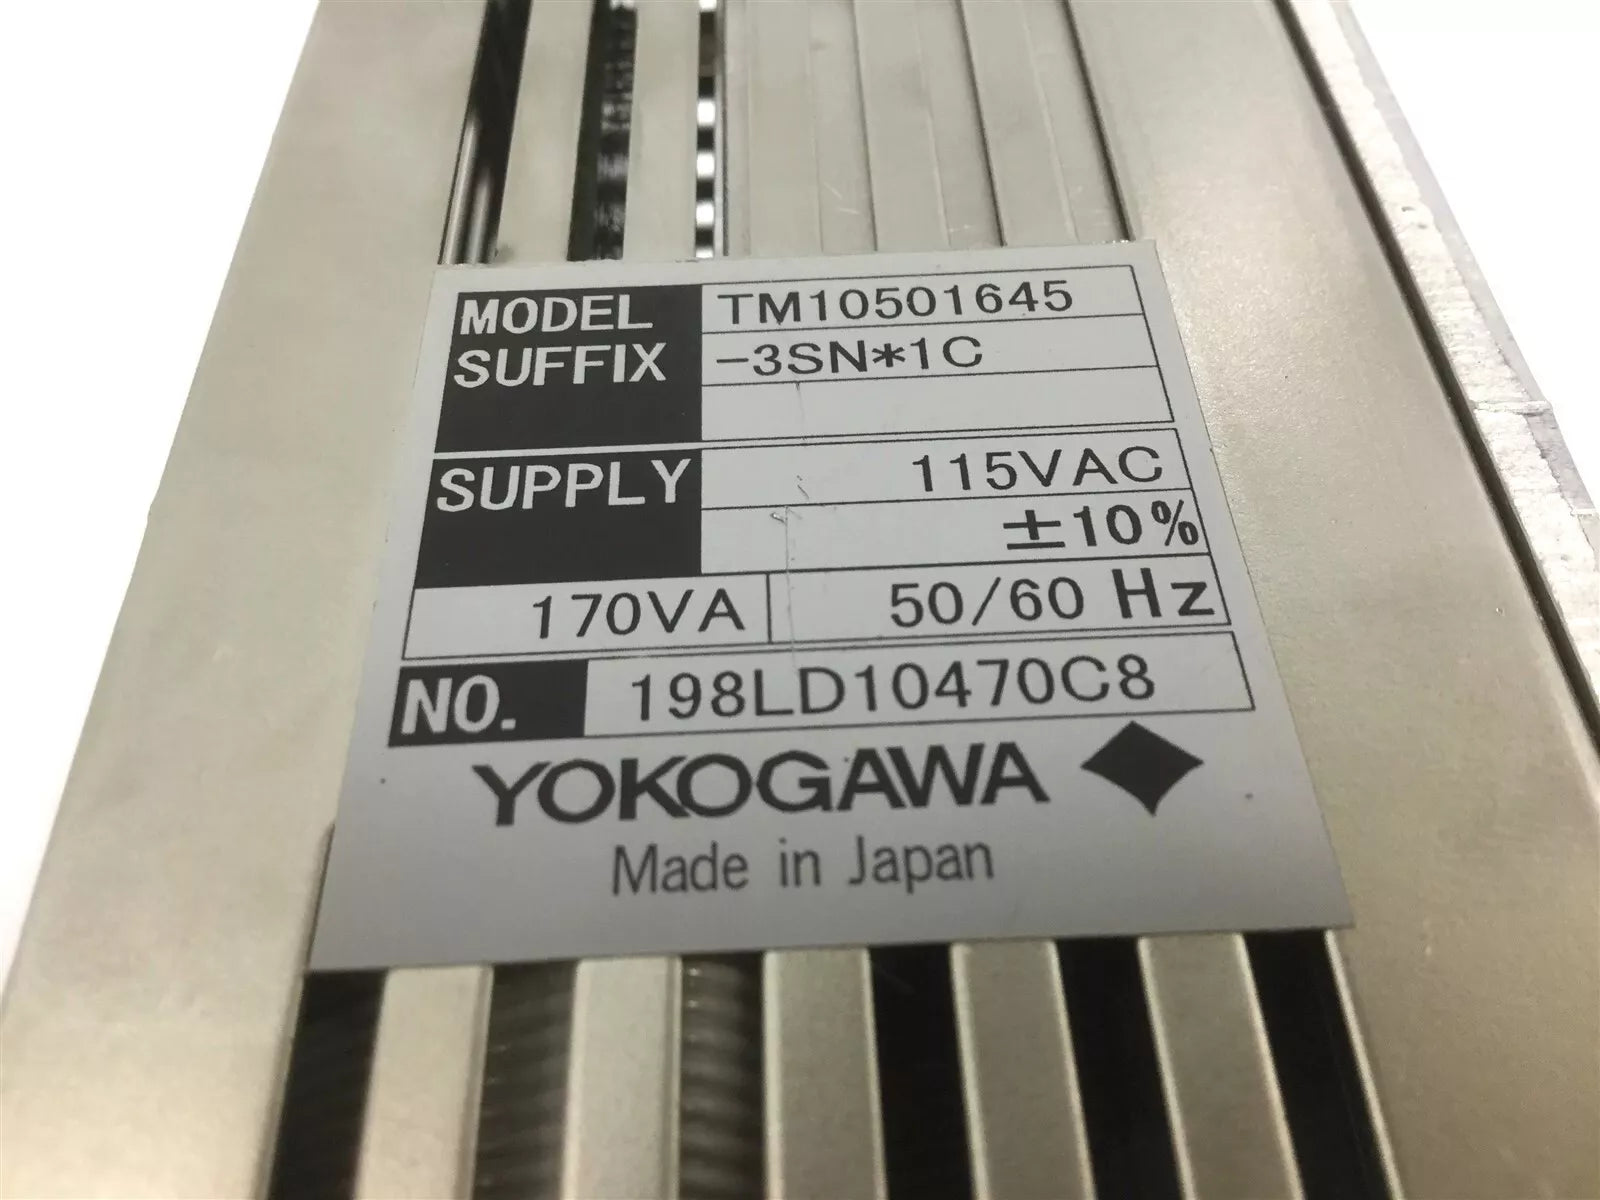 MODEL TM10501645
SUFFIX -3SN*1C
SUPPLY 115VAC
±10%
170VA 50/60 Hz
NO. 198LD10470C8
YOKOGAWA
Made in Japan